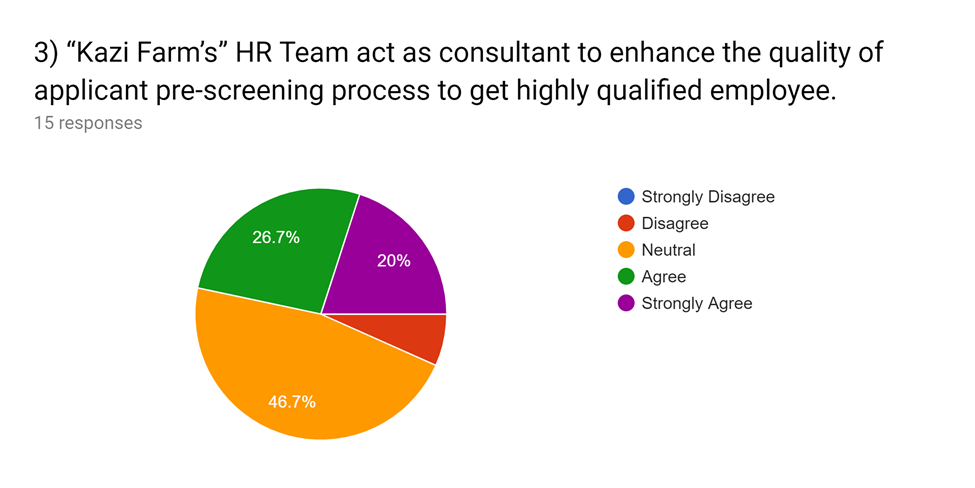 3) “Kazi Farm’s” HR Team act as consultant to enhance the quality of
applicant pre-screening process to get highly qualified employee.
15 responses
26.7%
20%
46.7%
Strongly Disagree
Disagree
Neutral
Agree
Strongly Agree